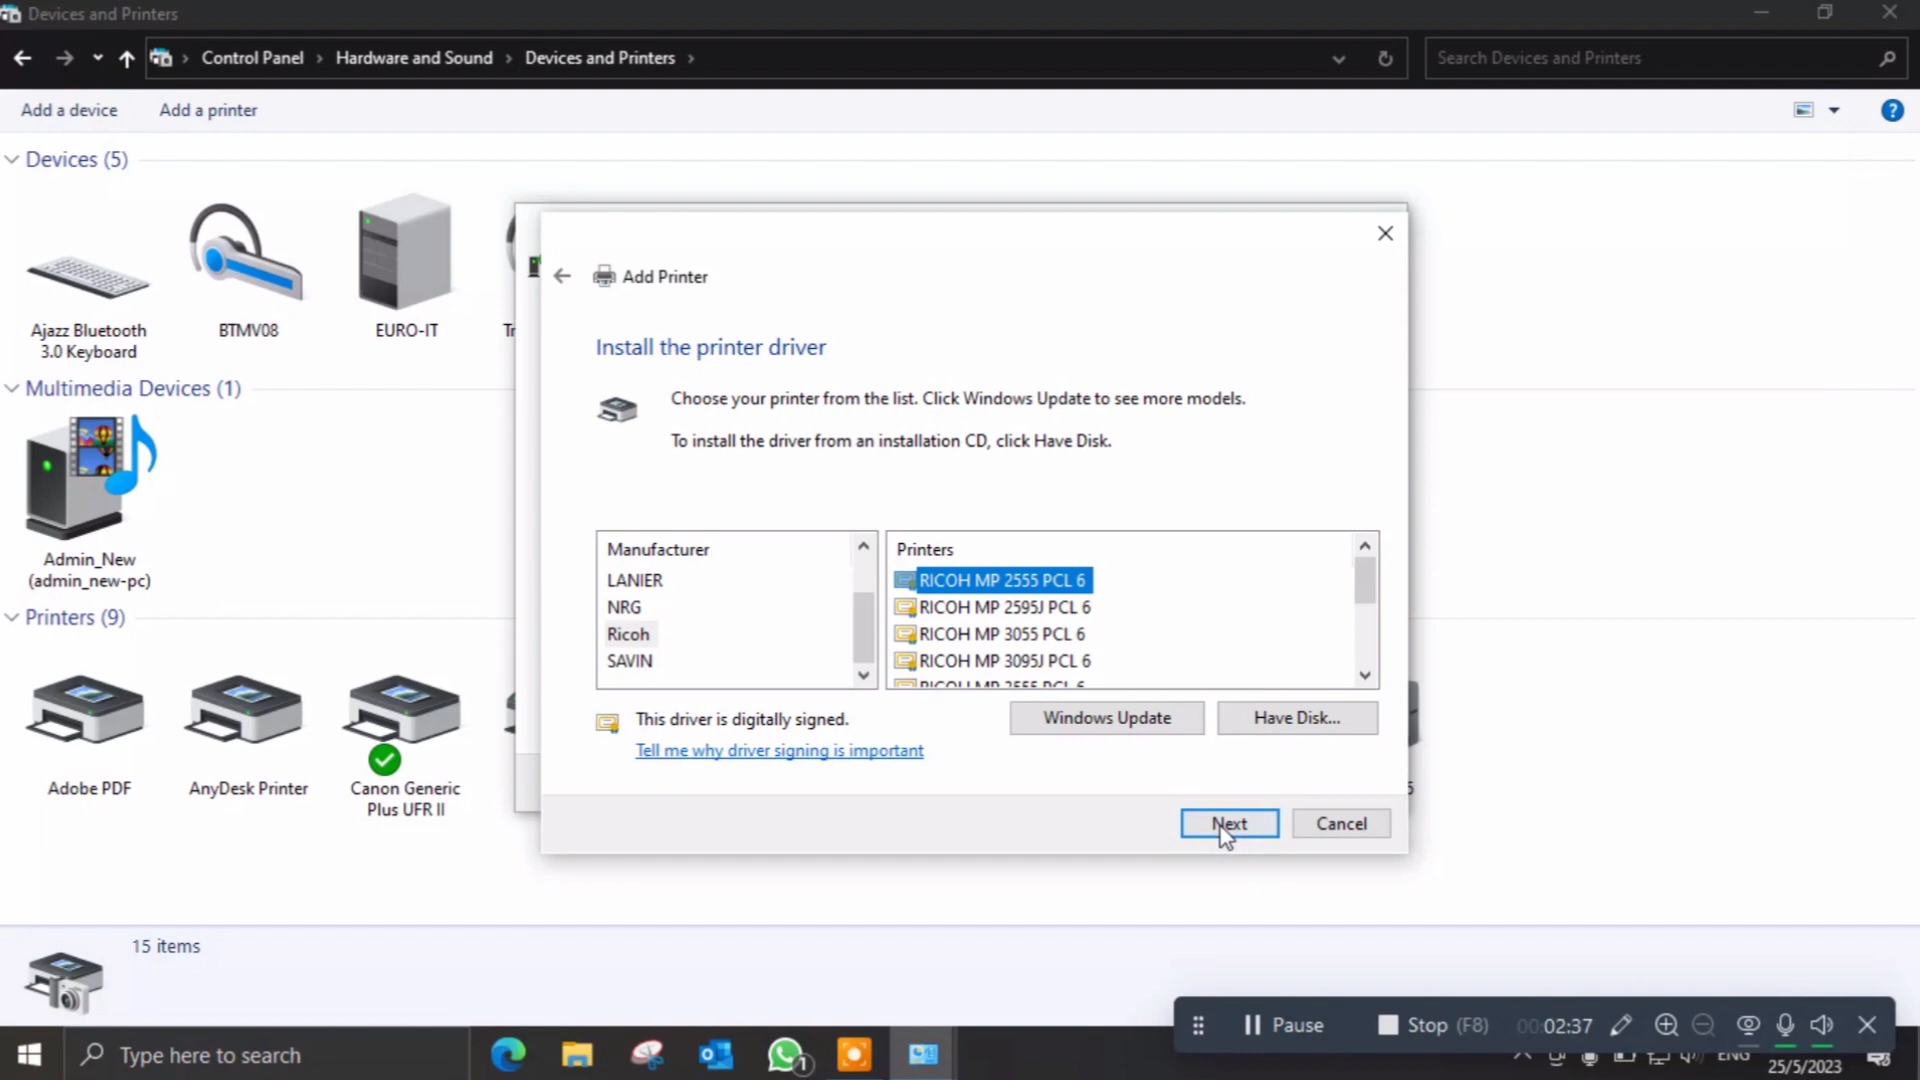 Devices and Printers
Control Panel > Hardware and Sound > Devices and Printers >
Search Devices and Printers
Add a device
Add a printer
Devices (5)
Ajazz Bluetooth
3.0 Keyboard
BTMV08
EURO-IT
Tr
Multimedia Devices (1)
Admin_New
(admin_new-pc)
Printers (9)
Adobe PDF
AnyDesk Printer
Canon Generic
Plus UFR II
5
Add Printer
Install the printer driver
Choose your printer from the list. Click Windows Update to see more models.
To install the driver from an installation CD, click Have Disk.
Manufacturer
LANIER
NRG
Ricoh
SAVIN
Printers
RICOH MP 2555 PCL 6
RICOH MP 2595J PCL 6
RICOH MP 3055 PCL 6
RICOH MP 3095J PCL 6
This driver is digitally signed.
Tell me why driver signing is important
Windows Update
Have Disk...
Next
Cancel
15 items
Pause
Stop (F8)
00:02:37
Type here to search
1
ENG
25/5/2023